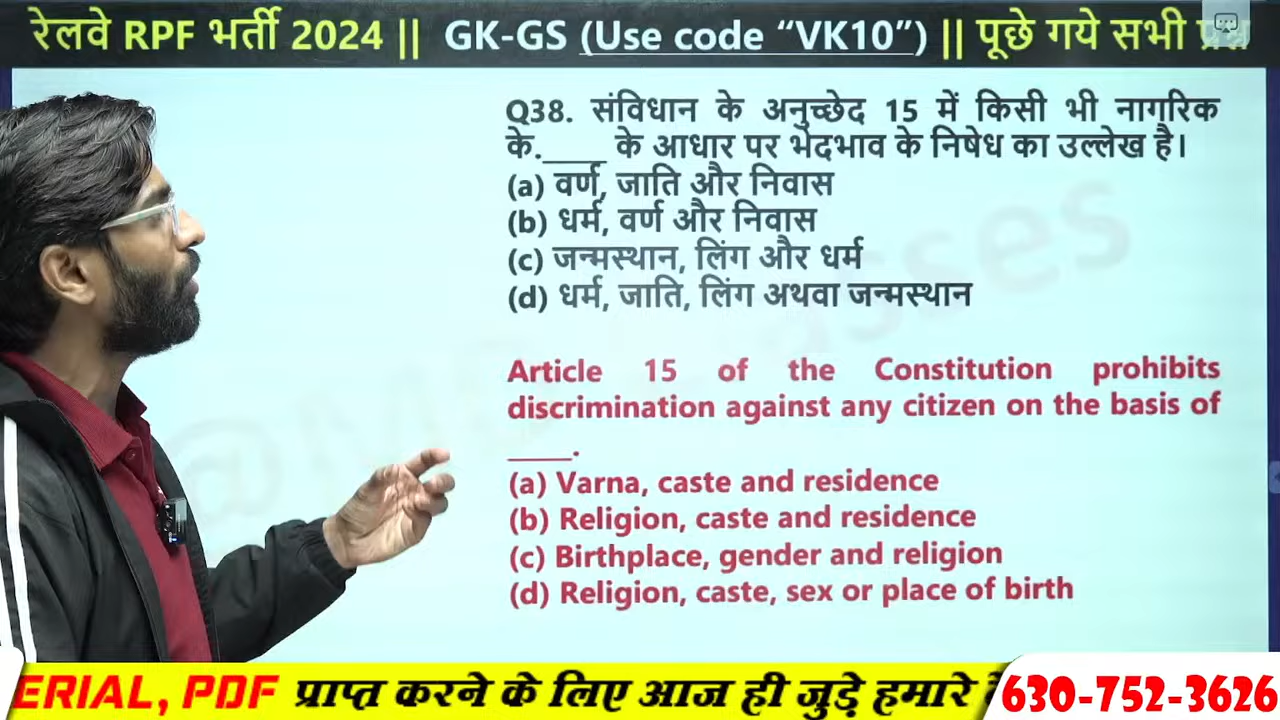 रेलवे RPF भर्ती 2024 || GK-GS (Use code “VK10”) || पूछे गये सभी
Q38. संविधान के अनुच्छेद 15 में किसी भी नागरिक
के.____ के आधार पर भेदभाव के निषेध का उल्लेख है।
(a) वर्ण, जाति और निवास
(b) धर्म, वर्ण और निवास
(c) जन्मस्थान, लिंग और धर्म
(d) धर्म, जाति, लिंग अथवा जन्मस्थान
Article 15 of the Constitution prohibits
discrimination against any citizen on the basis of
____.
(a) Varna, caste and residence
(b) Religion, caste and residence
(c) Birthplace, gender and religion
(d) Religion, caste, sex or place of birth
ERIAL, PDF प्राप्त करने के लिए आज ही जुड़े हमारे
630-752-3626